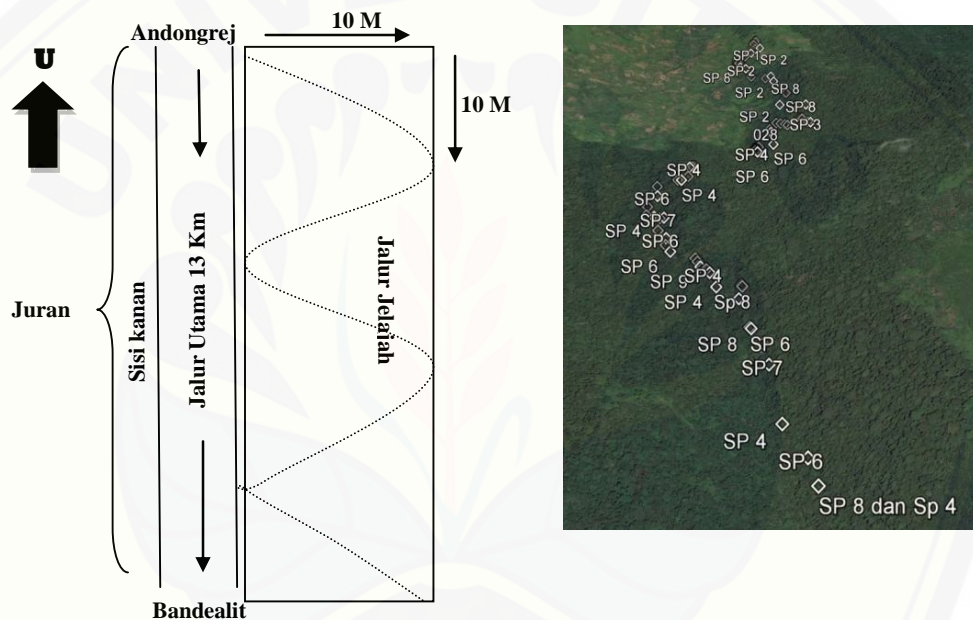 Andongrej
10 M
U
10 M
Juran
Sisi kanan
Jalur Utama 13 Km
Jalur Jelajah
Bandealit
SP 1
SP 2
SP 8
SP 2
SP 2
SP 8
SP 8
SP 2
SP 3
028
SP 4
SP 6
SP 6
SP 4
SP 4
SP 6
SP 7
SP 4
SP 6
SP 6
SP 9
SP 4
SP 4
Sp 8
SP 8
SP 6
SP 7
SP 4
SP 6
SP 8 dan Sp 4